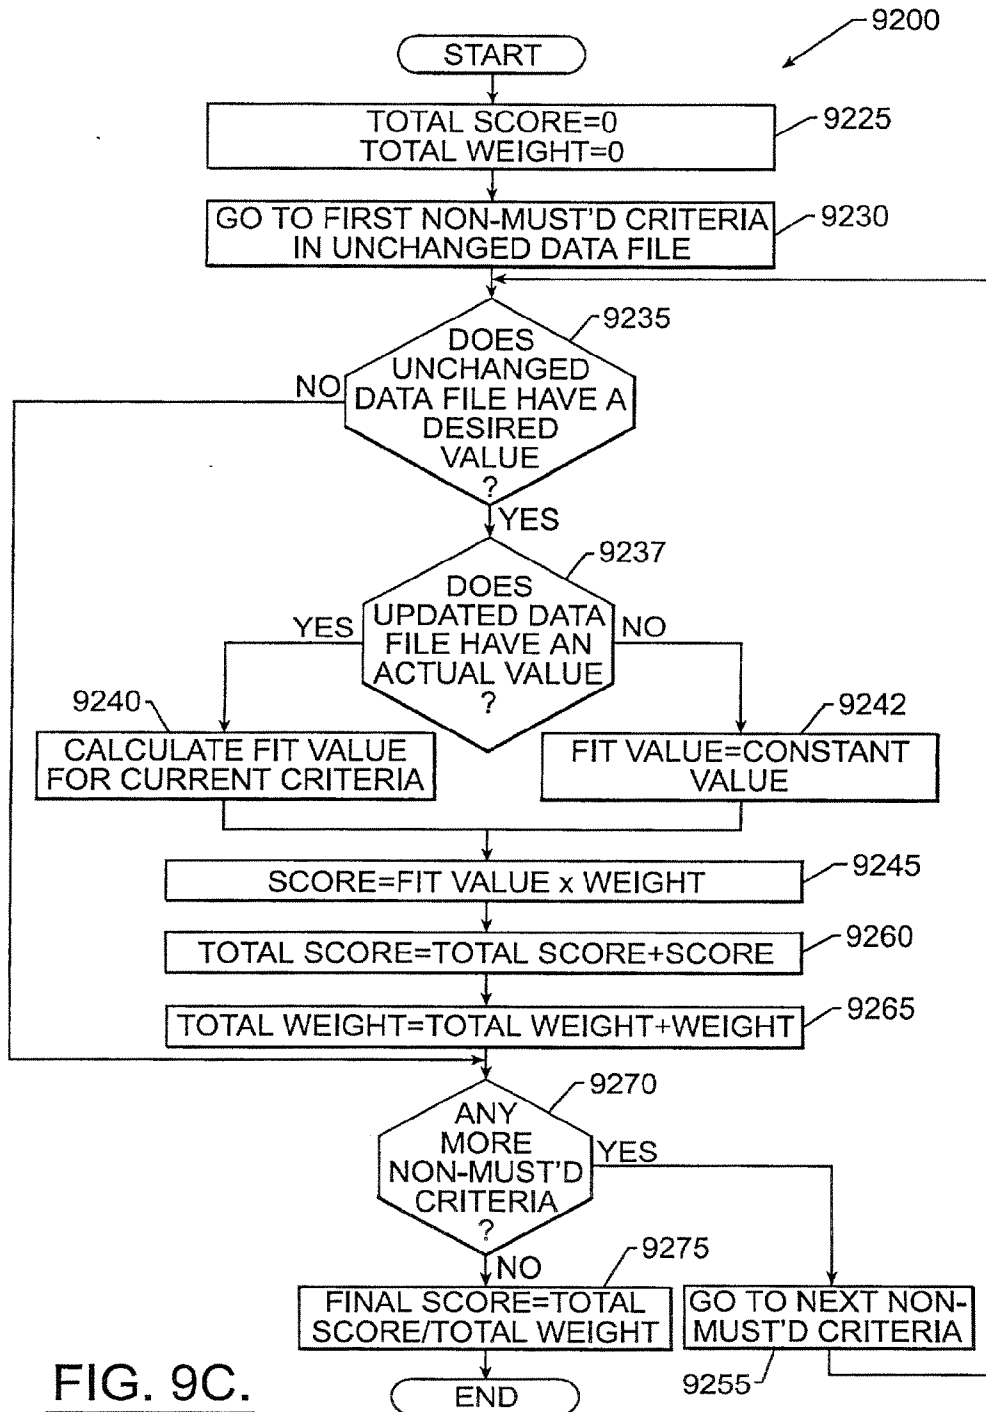 9200
START
TOTAL SCORE=0
TOTAL WEIGHT=0
9225
GO TO FIRST NON-MUST'D CRITERIA
IN UNCHANGED DATA FILE
9230
9235
DOES
UNCHANGED
DATA FILE HAVE A
DESIRED
VALUE
?
NO
YES
9237
DOES
UPDATED DATA
FILE HAVE AN
ACTUAL VALUE
?
YES
NO
9240
CALCULATE FIT VALUE
FOR CURRENT CRITERIA
9242
FIT VALUE=CONSTANT
VALUE
SCORE=FIT VALUE x WEIGHT
9245
TOTAL SCORE=TOTAL SCORE+SCORE
9260
TOTAL WEIGHT=TOTAL WEIGHT+WEIGHT
9265
9270
ANY
MORE
NON-MUST'D
CRITERIA
?
YES
NO
9275
FINAL SCORE=TOTAL
SCORE/TOTAL WEIGHT
GO TO NEXT NON-
MUST'D CRITERIA
9255
END
FIG. 9C.